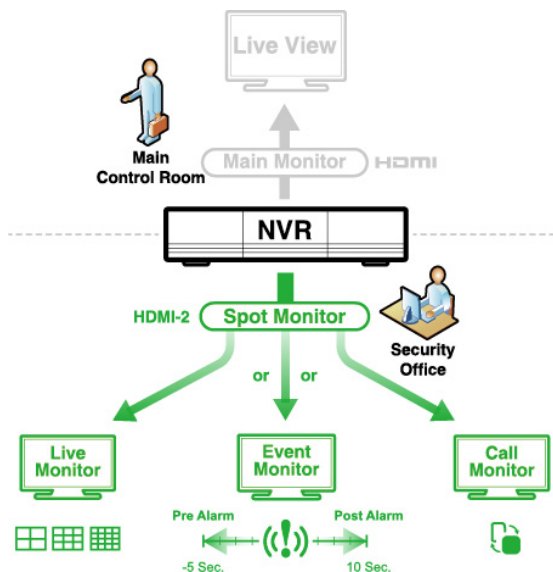 Live View
Main
Control Room
Main Monitor HDMI
NVR
HDMI-2 Spot Monitor
Security
Office
or or
Live
Monitor
Event
Monitor
Call
Monitor
Pre Alarm Post Alarm
-5 Sec. 10 Sec.